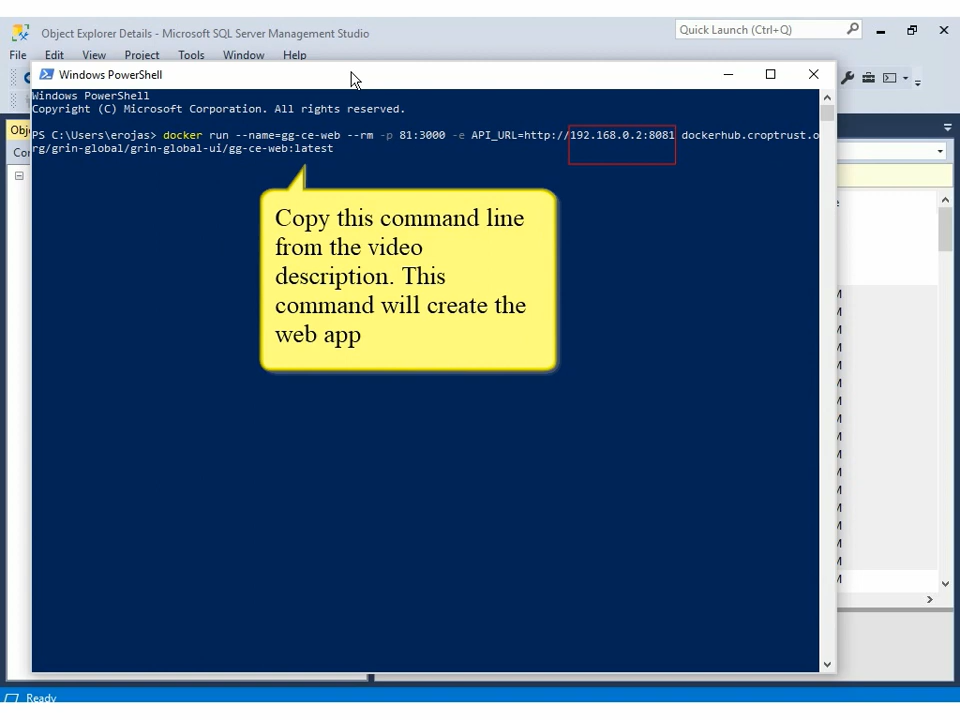 Object Explorer Details - Microsoft SQL Server Management Studio
Quick Launch (Ctrl+Q)
File Edit View Project Tools Window Help
Windows PowerShell
Windows PowerShell
Copyright (C) Microsoft Corporation. All rights reserved.
PS C:\Users\erojas> docker run --name=gg-ce-web --rm -p 81:3000 -e API_URL=http://192.168.0.2:8081 dockerhub.croptrust.o
rg/grin-global/grin-global-ui/gg-ce-web:latest
Copy this command line
from the video
description. This
command will create the
web app
Ready